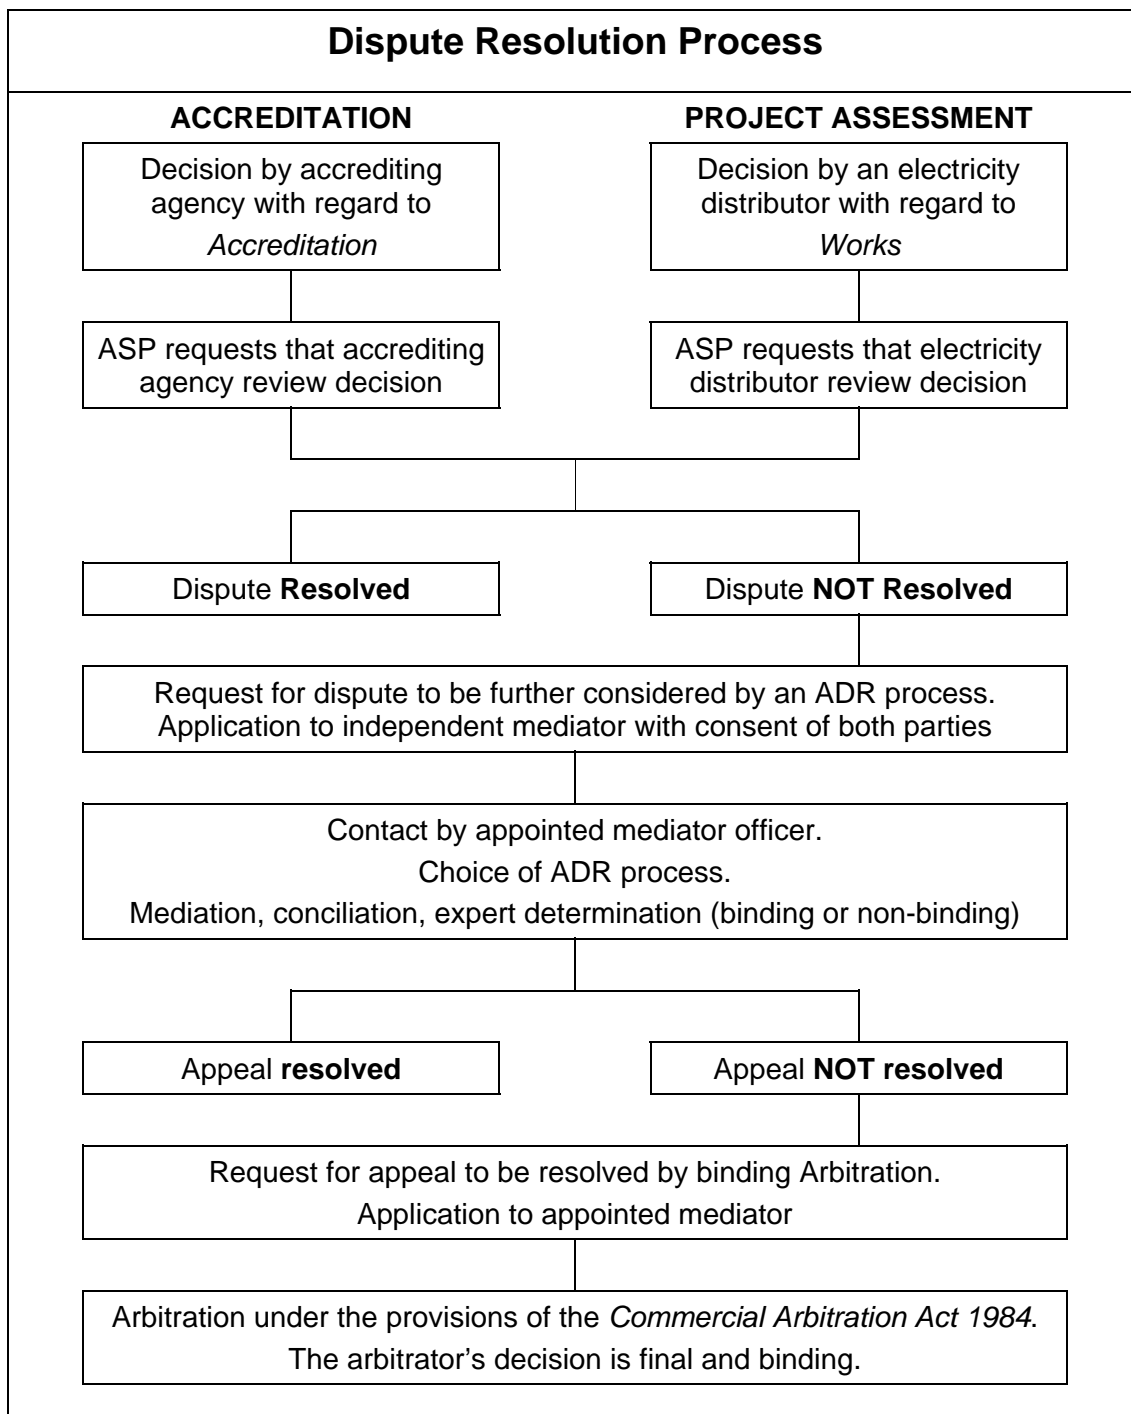 Dispute Resolution Process
ACCREDITATION
PROJECT ASSESSMENT
Decision by accrediting
agency with regard to
Accreditation
Decision by an electricity
distributor with regard to
Works
ASP requests that accrediting
agency review decision
ASP requests that electricity
distributor review decision
Dispute Resolved
Dispute NOT Resolved
Request for dispute to be further considered by an ADR process.
Application to independent mediator with consent of both parties
Contact by appointed mediator officer.
Choice of ADR process.
Mediation, conciliation, expert determination (binding or non-binding)
Appeal resolved
Appeal NOT resolved
Request for appeal to be resolved by binding Arbitration.
Application to appointed mediator
Arbitration under the provisions of the Commercial Arbitration Act 1984.
The arbitrator's decision is final and binding.